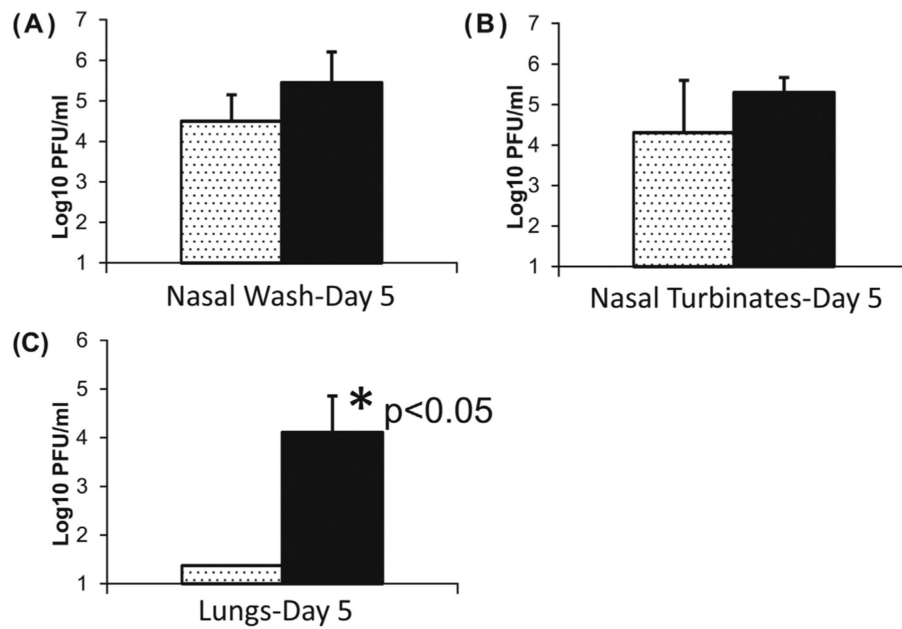 (A)
Log10 PFU/ml
7
6
5
4
3
2
1
Nasal Wash-Day 5
(B)
Log10 PFU/ml
7
6
5
4
3
2
1
Nasal Turbinates-Day 5
(C)
Log10 PFU/ml
6
5
4
3
2
1
* p<0.05
Lungs-Day 5